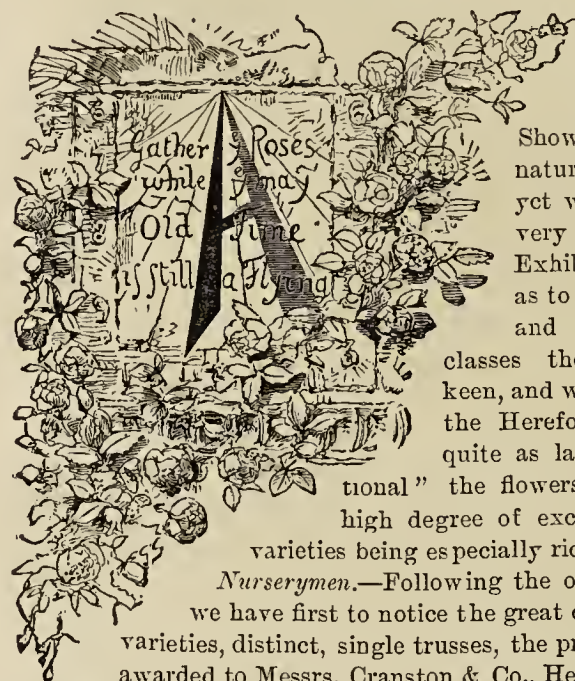 Gather y Roses
while y may
Old Time
is still a Flying
Show
natur
yet w
very
Exhib
as to
and
classes the
keen, and w
the Herefo
quite as la
tional" the flowers
high degree of exc
varieties being especially ric
Nurserymen.—Following the o
we have first to notice the great
varieties, distinct, single trusses, the pr
awarded to Messrs. Cranston & Co., He